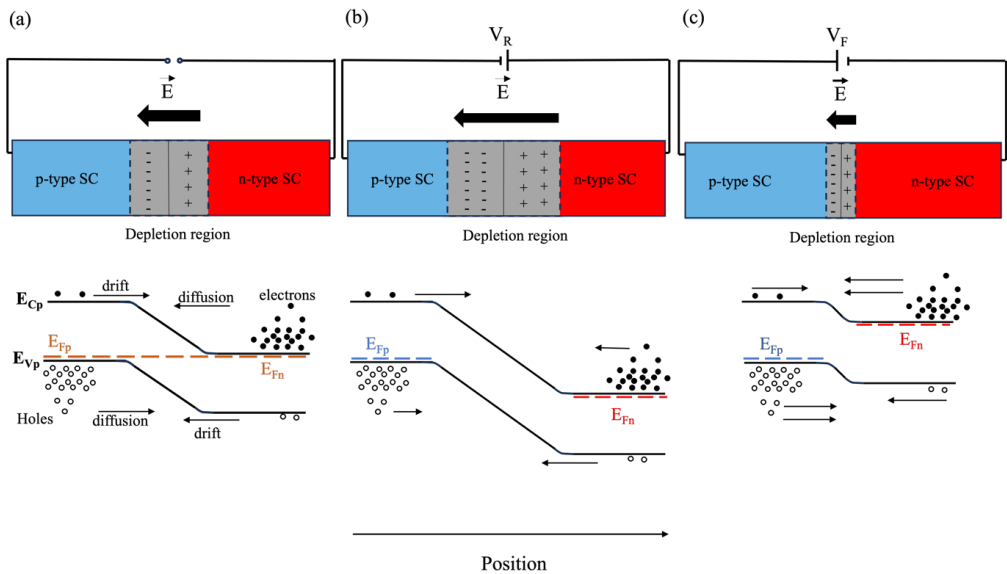 (a)
(b)
(c)
V_R
V_F
E
E
E
p-type SC
n-type SC
p-type SC
n-type SC
p-type SC
n-type SC
- - - - - -
+ + + + +
- - - - - -
- - - - - -
+ + + + +
+ + + + +
- - - - - -
+ + + +
Depletion region
Depletion region
Depletion region
E_Cp
drift
diffusion
electrons
E_Fp
E_Vp
E_Fn
Holes
diffusion
drift
E_Fp
E_Fn
E_Fp
E_Fn
Position